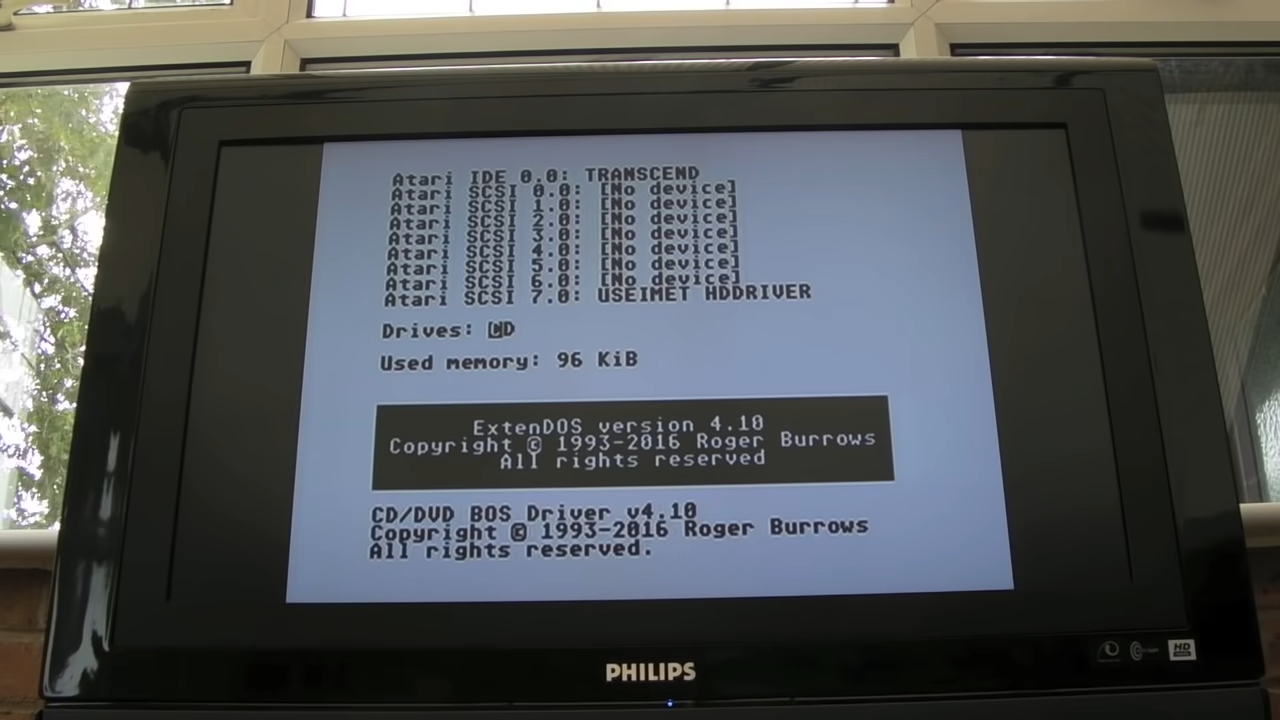 Atari IDE 0.0: TRANSCEND
Atari SCSI 0.0: [No device]
Atari SCSI 1.0: [No device]
Atari SCSI 2.0: [No device]
Atari SCSI 3.0: [No device]
Atari SCSI 4.0: [No device]
Atari SCSI 5.0: [No device]
Atari SCSI 6.0: [No device]
Atari SCSI 7.0: USEIMET HDDRIVER
Drives: CD
Used memory: 96 KiB
ExtenDOS version 4.10
Copyright © 1993-2016 Roger Burrows
All rights reserved
CD/DVD BOS Driver v4.10
Copyright © 1993-2016 Roger Burrows
All rights reserved.
HD
PHILIPS